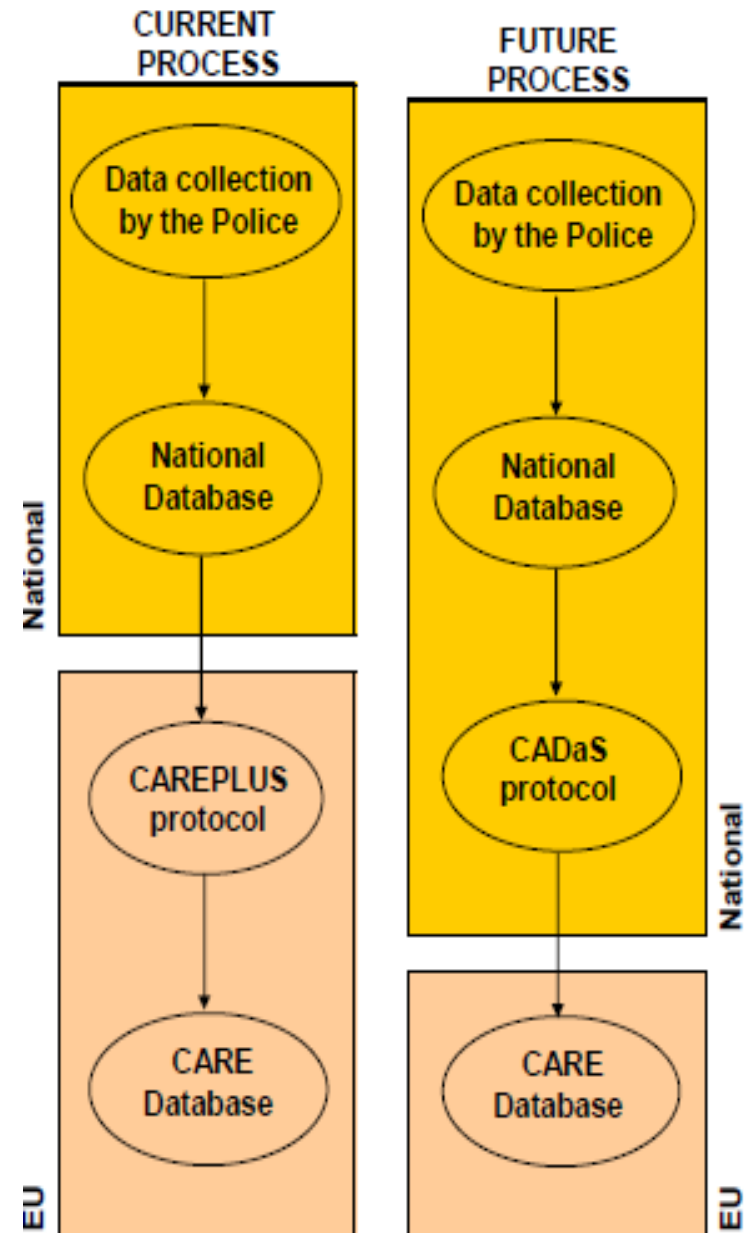 CURRENT
PROCESS
Data collection
by the Police
National
Database
National
CAREPLUS
protocol
CARE
Database
EU
FUTURE
PROCESS
Data collection
by the Police
National
Database
CADaS
protocol
National
CARE
Database
EU